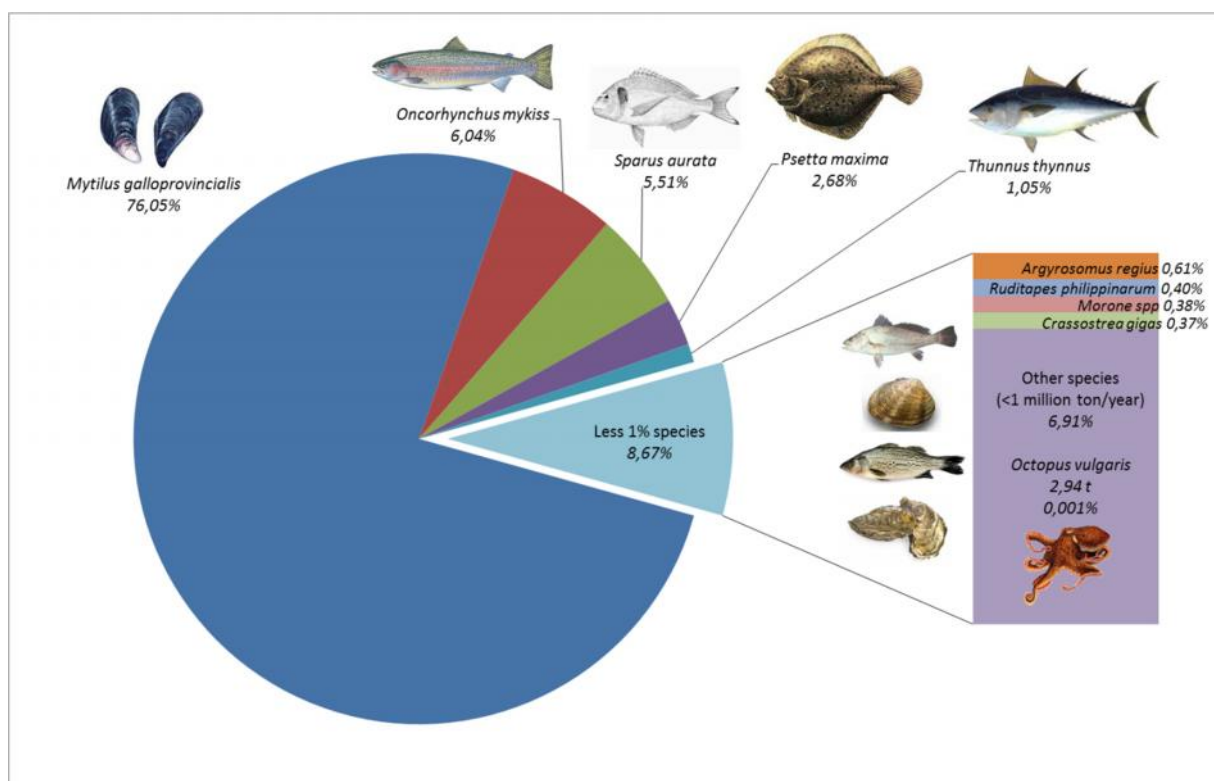 Mytilus galloprovincialis
76,05%
Oncorhynchus mykiss
6,04%
Sparus aurata
5,51%
Psetta maxima
2,68%
Thunnus thynnus
1,05%
Less 1% species
8,67%
Argyrosomus regius 0,61%
Ruditapes philippinarum 0,40%
Morone spp 0,38%
Crassostrea gigas 0,37%
Other species
(<1 million ton/year)
6,91%
Octopus vulgaris
2,94 t
0,001%